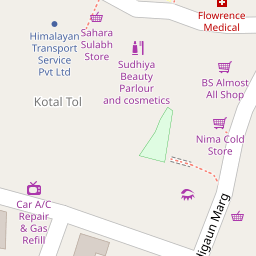 Flowrence
Medical
Himalayan
Transport
Service
Pvt Ltd
Sahara
Sulabh
Store
Sudhiya
Beauty
Parlour
and cosmetics
BS Almost
All Shop
Kotal Tol
Nima Cold
Store
Car A/C
Repair
& Gas
Refill
digaun Marg